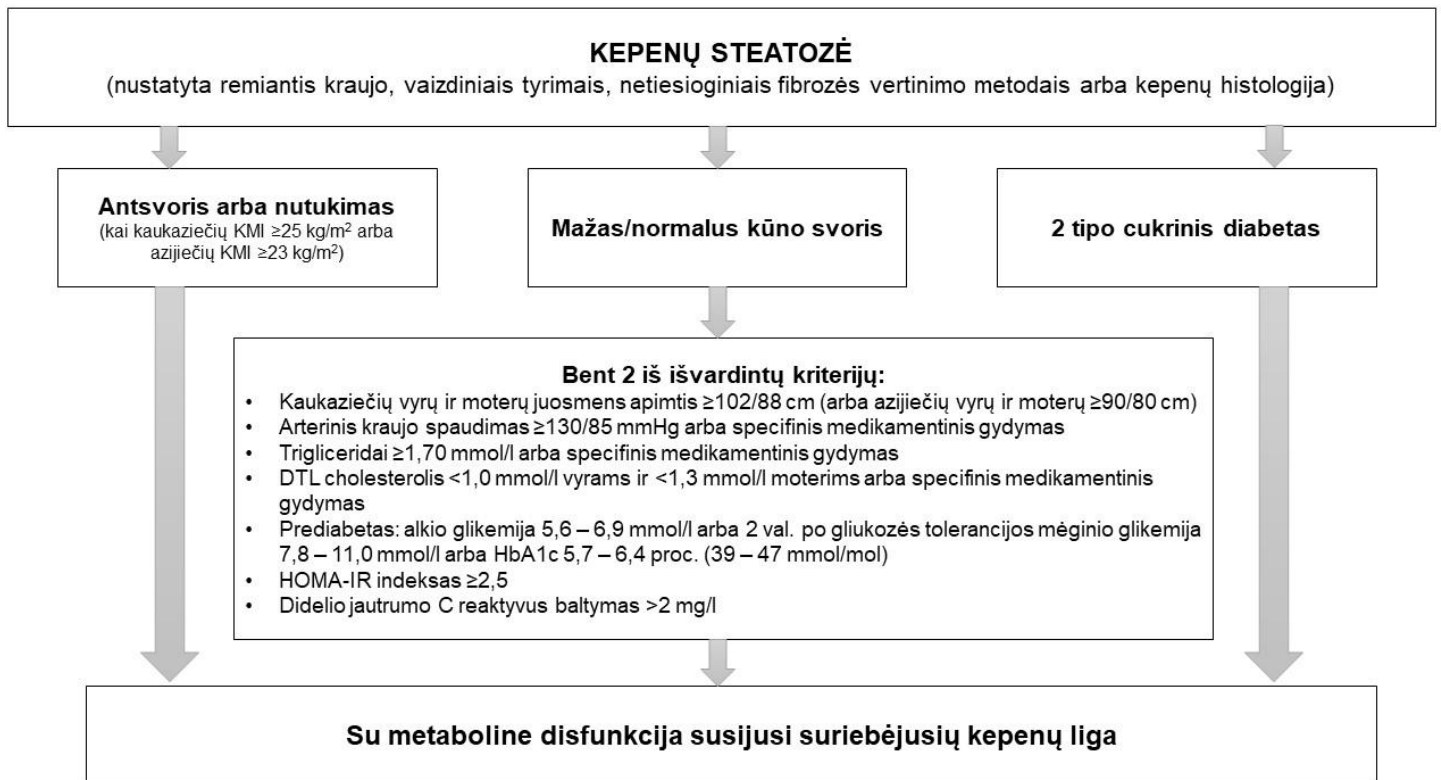 KEPENŲ STEATOZĖ
(nustatyta remiantis kraujo, vaizdiniais tyrimais, netiesioginiais fibrozės vertinimo metodais arba kepenų histologija)
Antsvoris arba nutukimas
(kai kaukaziečių KMI ≥25 kg/m² arba
azijiečių KMI ≥23 kg/m²)
Mažas/normalus kūno svoris
2 tipo cukrinis diabetas
Bent 2 iš išvardintų kriterijų:
• Kaukaziečių vyrų ir moterų juosmens apimtis ≥102/88 cm (arba azijiečių vyrų ir moterų ≥90/80 cm)
• Arterinis kraujo spaudimas ≥130/85 mmHg arba specifinis medikamentinis gydymas
• Trigliceridai ≥1,70 mmol/l arba specifinis medikamentinis gydymas
• DTL cholesterolis <1,0 mmol/l vyrams ir <1,3 mmol/l moterims arba specifinis medikamentinis
gydymas
• Prediabetas: alkio glikemija 5,6 – 6,9 mmol/l arba 2 val. po gliukozės tolerancijos mėginio glikemija
7,8 – 11,0 mmol/l arba HbA1c 5,7 – 6,4 proc. (39 – 47 mmol/mol)
• HOMA-IR indeksas ≥2,5
• Didelio jautrumo C reaktyvus baltymas >2 mg/l
Su metaboline disfunkcija susijusi suriebėjusių kepenų liga